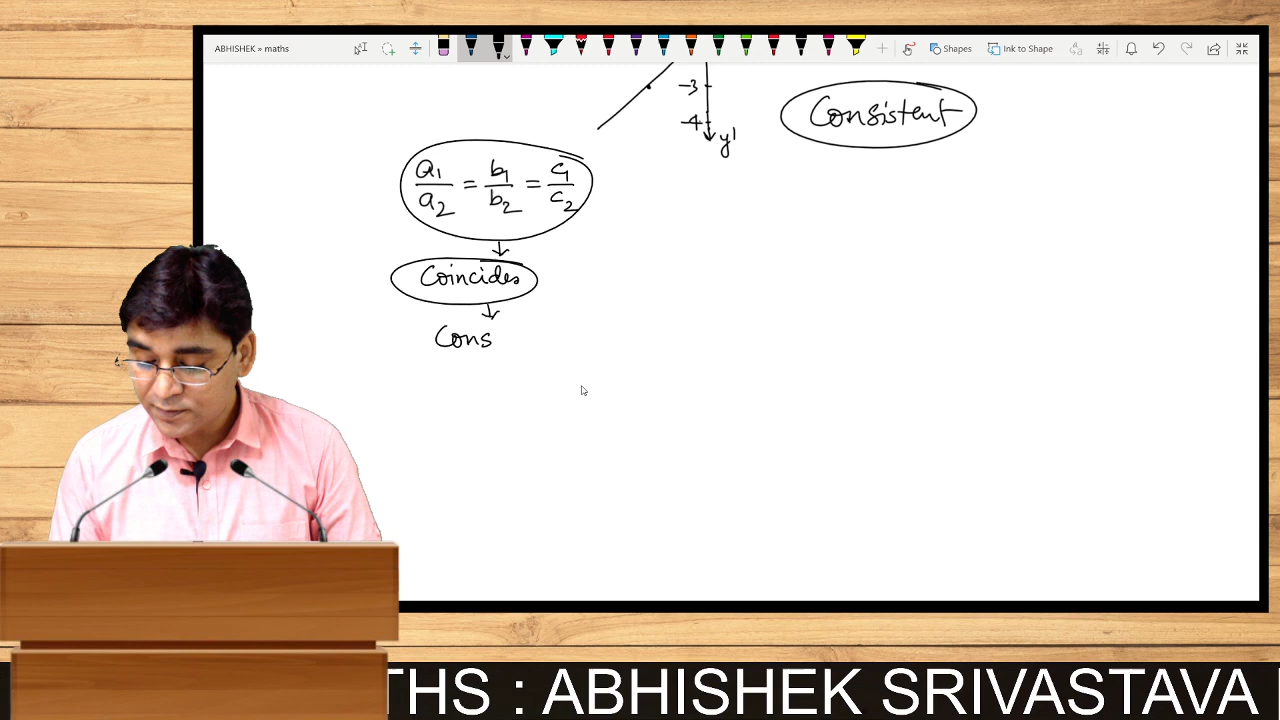 ABHISHEK » maths
Shapes
Ink to Shape
-3
-4
y'
Consistent
a₁/a₂ = b₁/b₂ = c₁/c₂
Coincides
Cons
THS : ABHISHEK SRIVASTAVA